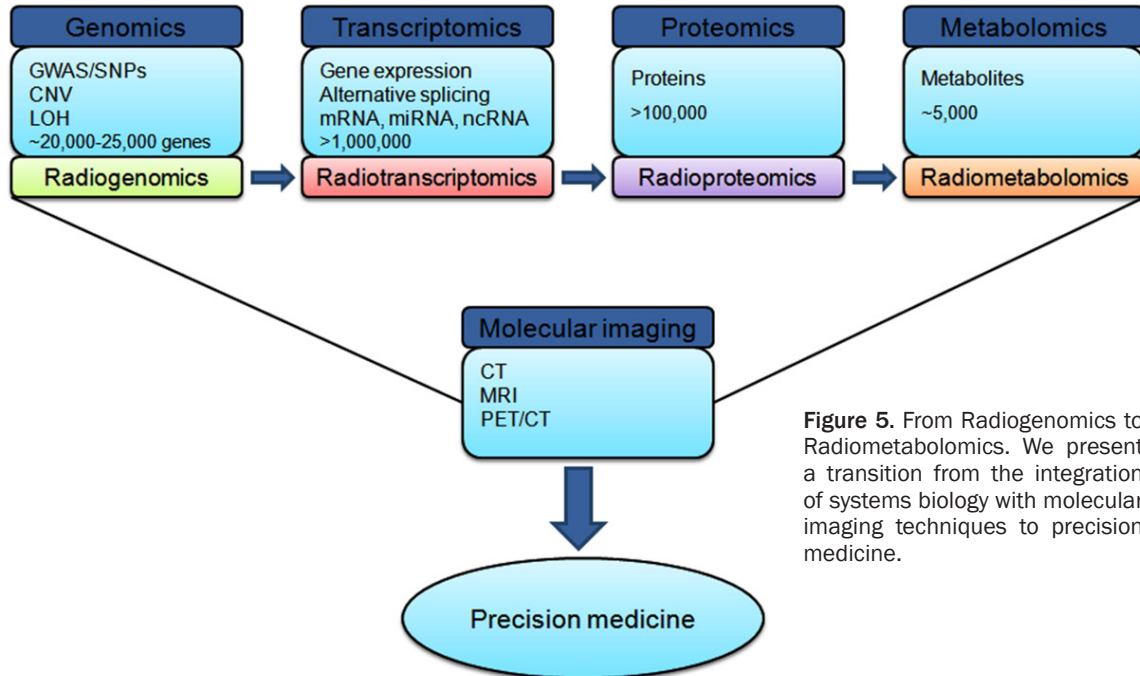 Genomics
GWAS/SNPs
CNV
LOH
~20,000-25,000 genes
Radiogenomics
Transcriptomics
Gene expression
Alternative splicing
mRNA, miRNA, ncRNA
>1,000,000
Radiotranscriptomics
Proteomics
Proteins
>100,000
Radioproteomics
Metabolomics
Metabolites
~5,000
Radiometabolomics
Molecular imaging
CT
MRI
PET/CT
Figure 5. From Radiogenomics to
Radiometabolomics. We present
a transition from the integration
of systems biology with molecular
imaging techniques to precision
medicine.
Precision medicine